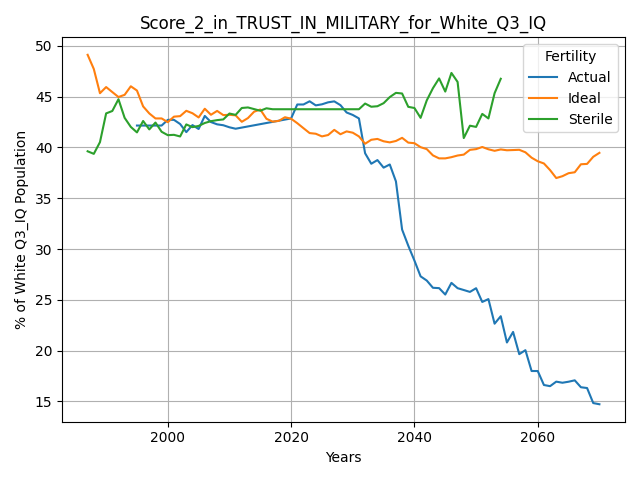 Score_2_in_TRUST_IN_MILITARY_for_White_Q3_IQ
% of White Q3_IQ Population
50
45
40
35
30
25
20
15
Fertility
Actual
Ideal
Sterile
2000
2020
2040
2060
Years